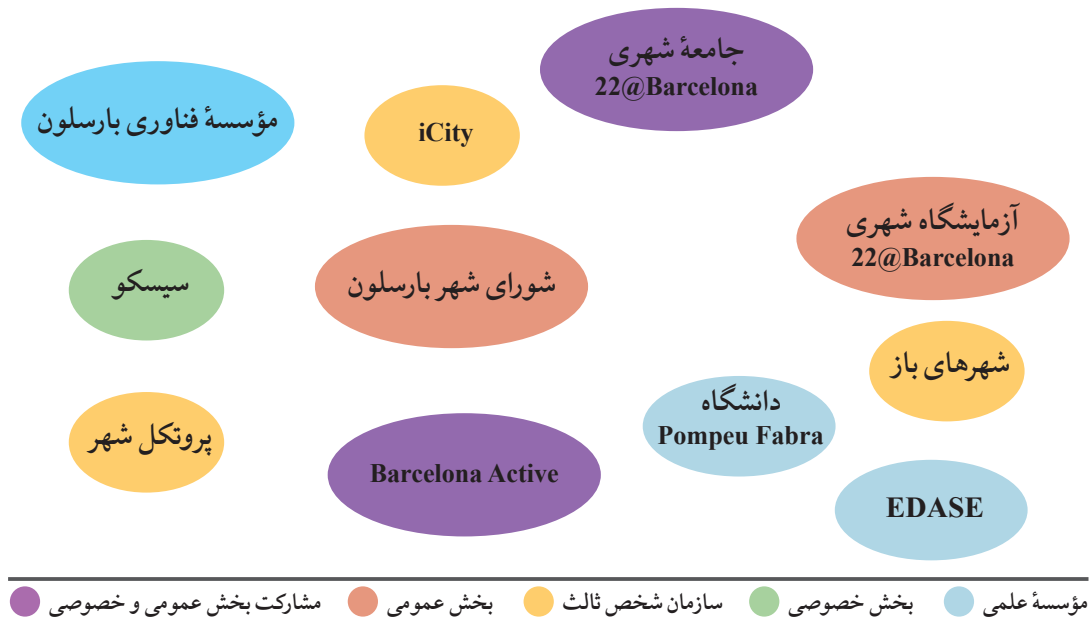 جامعهٔ شهری
22@Barcelona
مؤسسهٔ فناوری بارسلون
iCity
آزمایشگاه شهری
22@Barcelona
سیسکو
شورای شهر بارسلون
شهرهای باز
دانشگاه
Pompeu Fabra
پروتکل شهر
Barcelona Active
EDASE
مؤسسهٔ علمی بخش خصوصی سازمان شخص ثالث بخش عمومی مشارکت بخش عمومی و خصوصی